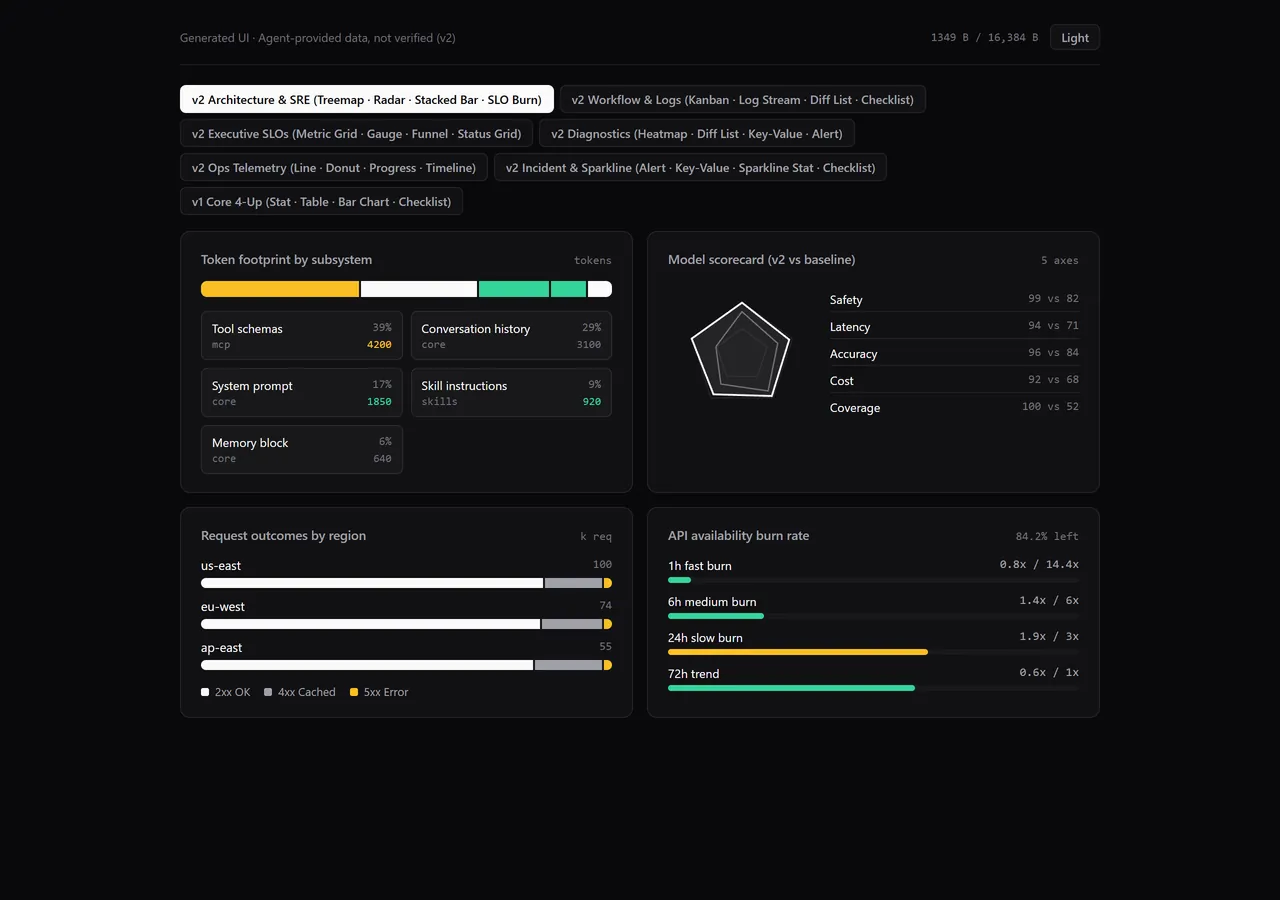 Generated UI · Agent-provided data, not verified (v2)
1349 B / 16,384 B
Light
v2 Architecture & SRE (Treemap · Radar · Stacked Bar · SLO Burn)
v2 Workflow & Logs (Kanban · Log Stream · Diff List · Checklist)
v2 Executive SLOs (Metric Grid · Gauge · Funnel · Status Grid)
v2 Diagnostics (Heatmap · Diff List · Key-Value · Alert)
v2 Ops Telemetry (Line · Donut · Progress · Timeline)
v2 Incident & Sparkline (Alert · Key-Value · Sparkline Stat · Checklist)
v1 Core 4-Up (Stat · Table · Bar Chart · Checklist)
Token footprint by subsystem
tokens
Tool schemas 39%
mcp 4200
Conversation history 29%
core 3100
System prompt 17%
core 1850
Skill instructions 9%
skills 920
Memory block 6%
core 640
Model scorecard (v2 vs baseline)
5 axes
Safety 99 vs 82
Latency 94 vs 71
Accuracy 96 vs 84
Cost 92 vs 68
Coverage 100 vs 52
Request outcomes by region
k req
us-east 100
eu-west 74
ap-east 55
2xx OK 4xx Cached 5xx Error
API availability burn rate
84.2% left
1h fast burn 0.8x / 14.4x
6h medium burn 1.4x / 6x
24h slow burn 1.9x / 3x
72h trend 0.6x / 1x